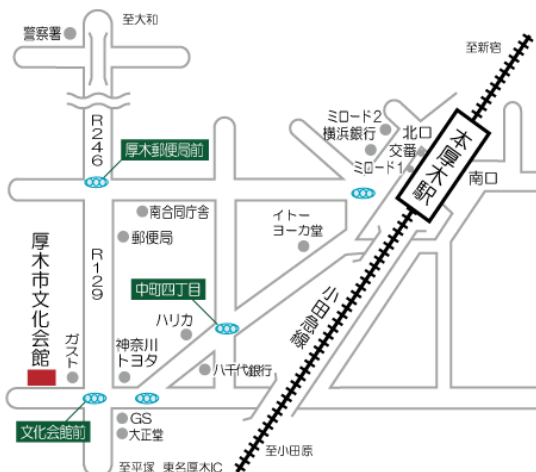 至大和
警察署
至新宿
R246
厚木郵便局前
ミロード2
横浜銀行
北口
交番
ミロード1
本厚木駅
南口
南合同庁舎
郵便局
イトー
ヨーカ堂
R129
厚木市文化会館
中町四丁目
小田急線
ガスト
神奈川
トヨタ
ハリカ
八千代銀行
文化会館前
GS
大正堂
至小田原
至平塚 東名厚木IC